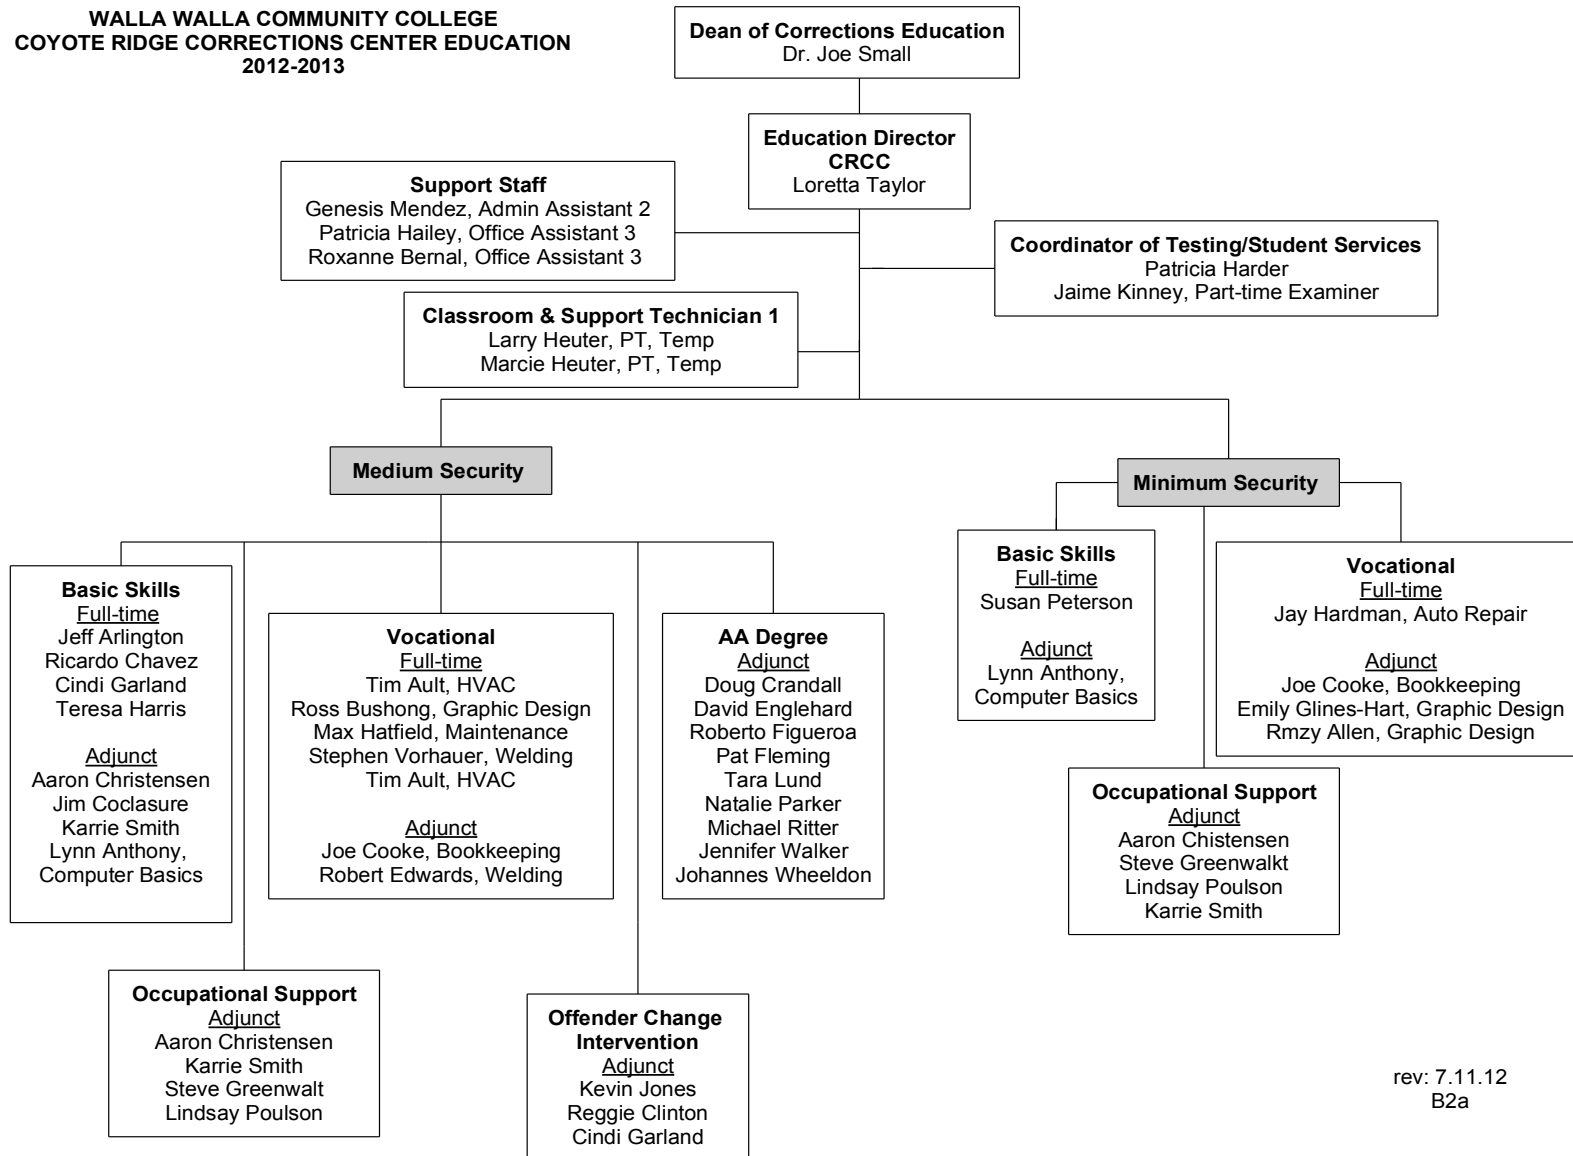 WALLA WALLA COMMUNITY COLLEGE
COYOTE RIDGE CORRECTIONS CENTER EDUCATION
2012-2013
Dean of Corrections Education
Dr. Joe Small
Education Director
CRCC
Loretta Taylor
Support Staff
Genesis Mendez, Admin Assistant 2
Patricia Hailey, Office Assistant 3
Roxanne Bernal, Office Assistant 3
Coordinator of Testing/Student Services
Patricia Harder
Jaime Kinney, Part-time Examiner
Classroom & Support Technician 1
Larry Heuter, PT, Temp
Marcie Heuter, PT, Temp
Medium Security
Basic Skills
Full-time
Jeff Arlington
Ricardo Chavez
Cindi Garland
Teresa Harris
Adjunct
Aaron Christensen
Jim Coclasure
Karrie Smith
Lynn Anthony,
Computer Basics
Vocational
Full-time
Tim Ault, HVAC
Ross Bushong, Graphic Design
Max Hatfield, Maintenance
Stephen Vorhauer, Welding
Tim Ault, HVAC
Adjunct
Joe Cooke, Bookkeeping
Robert Edwards, Welding
AA Degree
Adjunct
Doug Crandall
David Englehard
Roberto Figueroa
Pat Fleming
Tara Lund
Natalie Parker
Michael Ritter
Jennifer Walker
Johannes Wheeldon
Occupational Support
Adjunct
Aaron Christensen
Karrie Smith
Steve Greenwalt
Lindsay Poulson
Offender Change
Intervention
Adjunct
Kevin Jones
Reggie Clinton
Cindi Garland
Minimum Security
Basic Skills
Full-time
Susan Peterson
Adjunct
Lynn Anthony,
Computer Basics
Vocational
Full-time
Jay Hardman, Auto Repair
Adjunct
Joe Cooke, Bookkeeping
Emily Glines-Hart, Graphic Design
Rmzy Allen, Graphic Design
Occupational Support
Adjunct
Aaron Chistensen
Steve Greenwalkt
Lindsay Poulson
Karrie Smith
rev: 7.11.12
B2a